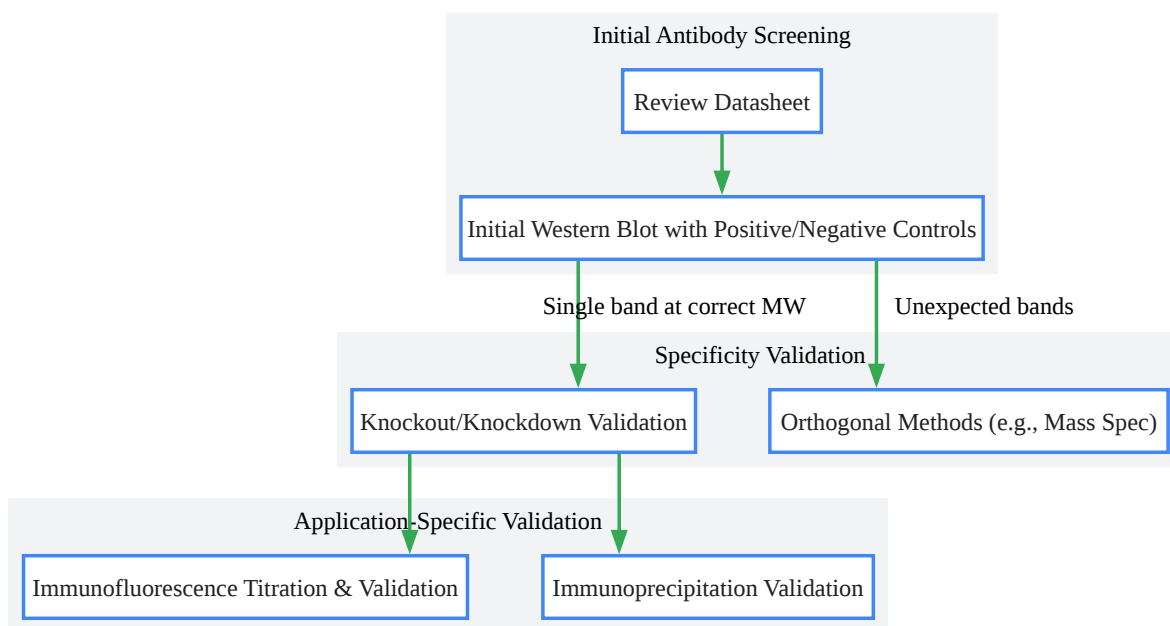 Initial Antibody Screening
Review Datasheet
Initial Western Blot with Positive/Negative Controls
Single band at correct MW
Unexpected bands
Specificity Validation
Knockout/Knockdown Validation
Orthogonal Methods (e.g., Mass Spec)
Application-Specific Validation
Immunofluorescence Titration & Validation
Immunoprecipitation Validation